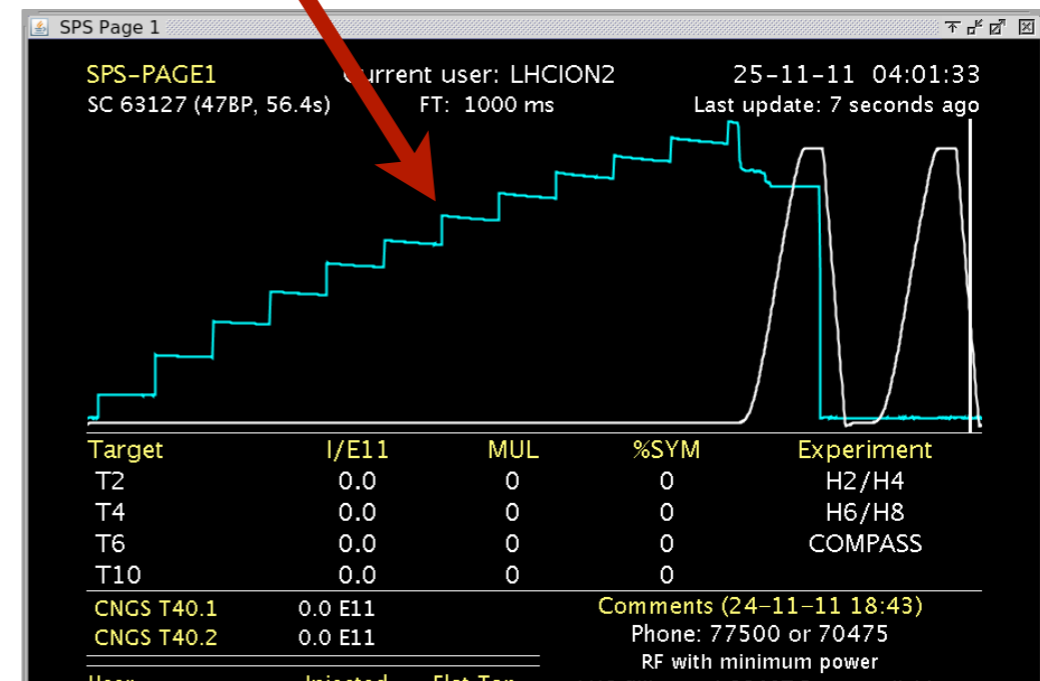 SPS Page 1
SPS-PAGE1 Current user: LHCION2 25-11-11 04:01:33
SC 63127 (47BP, 56.4s) FT: 1000 ms Last update: 7 seconds ago
Target I/E11 MUL %SYM Experiment
T2 0.0 0 0 H2/H4
T4 0.0 0 0 H6/H8
T6 0.0 0 0 COMPASS
T10 0.0 0 0
CNGS T40.1 0.0 E11 Comments (24-11-11 18:43)
CNGS T40.2 0.0 E11 Phone: 77500 or 70475
RF with minimum power
User Injected Flat Top